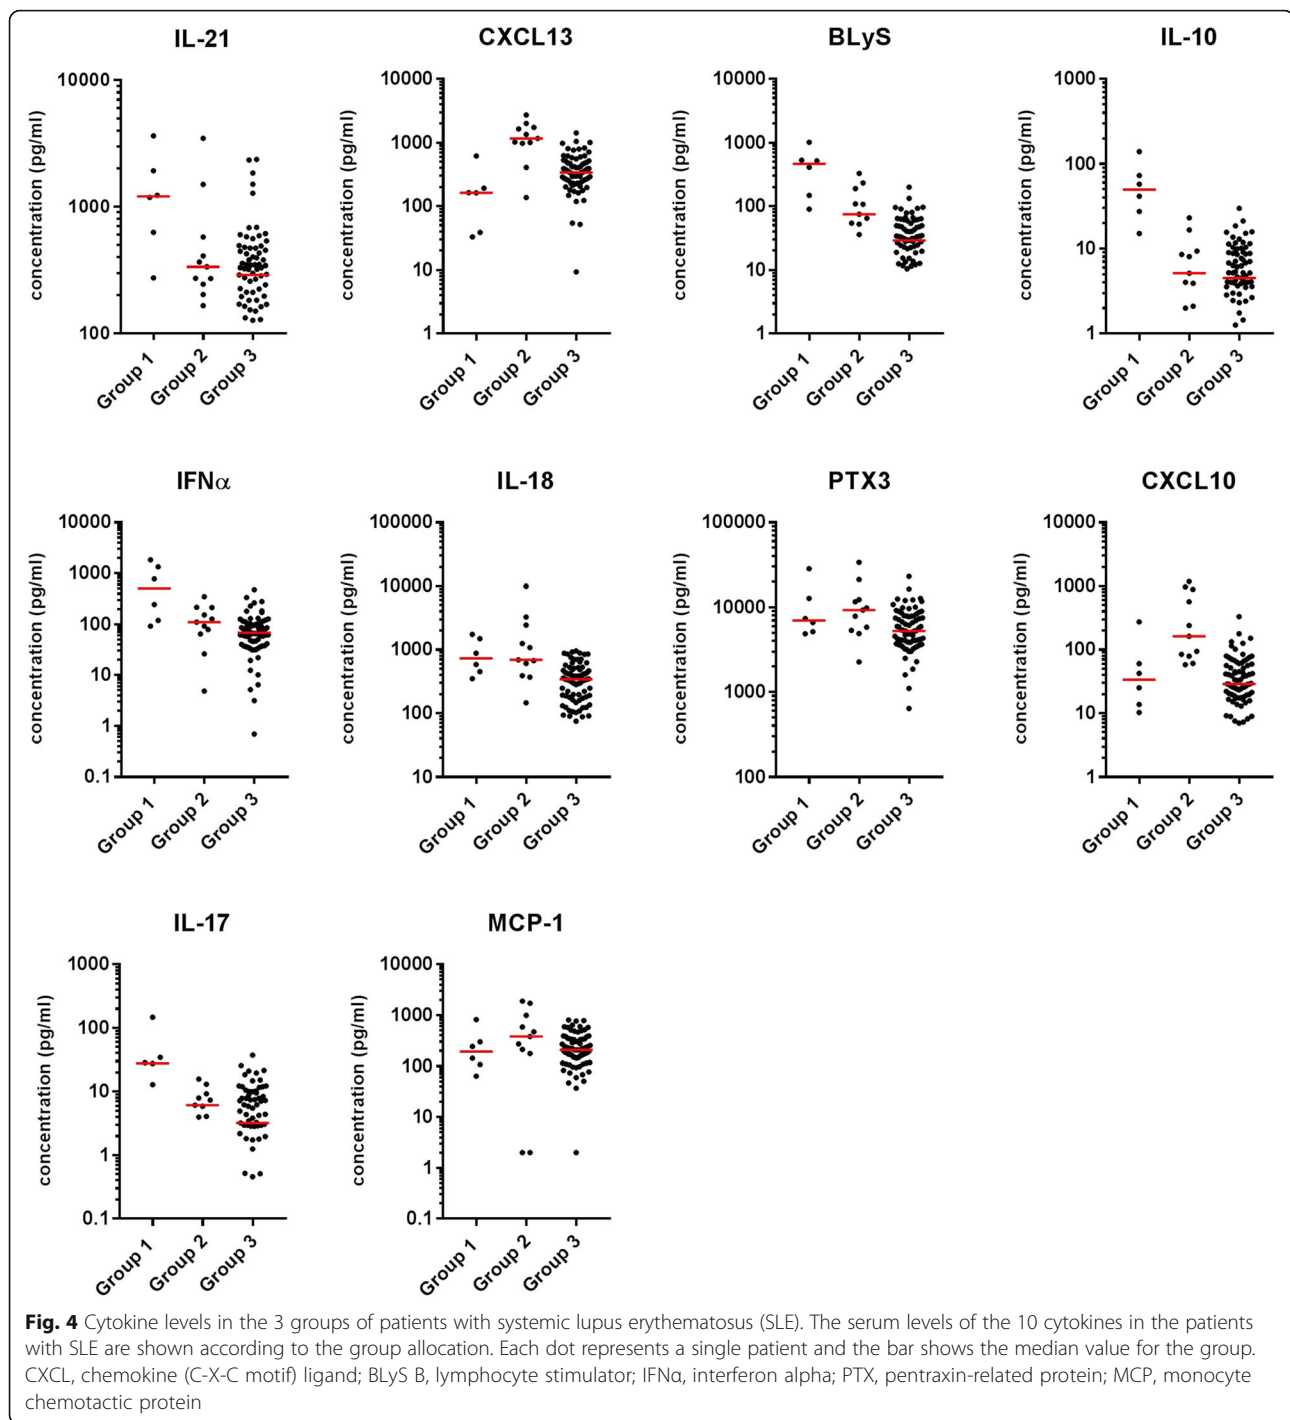 IL-21
CXCL13
BLyS
IL-10
10000
1000
100
concentration (pg/ml)
Group 1
Group 2
Group 3
10000
1000
100
10
1
concentration (pg/ml)
Group 1
Group 2
Group 3
10000
1000
100
10
1
concentration (pg/ml)
Group 1
Group 2
Group 3
1000
100
10
1
concentration (pg/ml)
Group 1
Group 2
Group 3
IFNα
IL-18
PTX3
CXCL10
10000
1000
100
10
1
0.1
concentration (pg/ml)
Group 1
Group 2
Group 3
100000
10000
1000
100
10
concentration (pg/ml)
Group 1
Group 2
Group 3
100000
10000
1000
100
concentration (pg/ml)
Group 1
Group 2
Group 3
10000
1000
100
10
1
concentration (pg/ml)
Group 1
Group 2
Group 3
IL-17
MCP-1
1000
100
10
1
0.1
concentration (pg/ml)
Group 1
Group 2
Group 3
10000
1000
100
10
1
0.1
concentration (pg/ml)
Group 1
Group 2
Group 3
Fig. 4 Cytokine levels in the 3 groups of patients with systemic lupus erythematosus (SLE). The serum levels of the 10 cytokines in the patients
with SLE are shown according to the group allocation. Each dot represents a single patient and the bar shows the median value for the group.
CXCL, chemokine (C-X-C motif) ligand; BLyS B, lymphocyte stimulator; IFNα, interferon alpha; PTX, pentraxin-related protein; MCP, monocyte
chemotactic protein